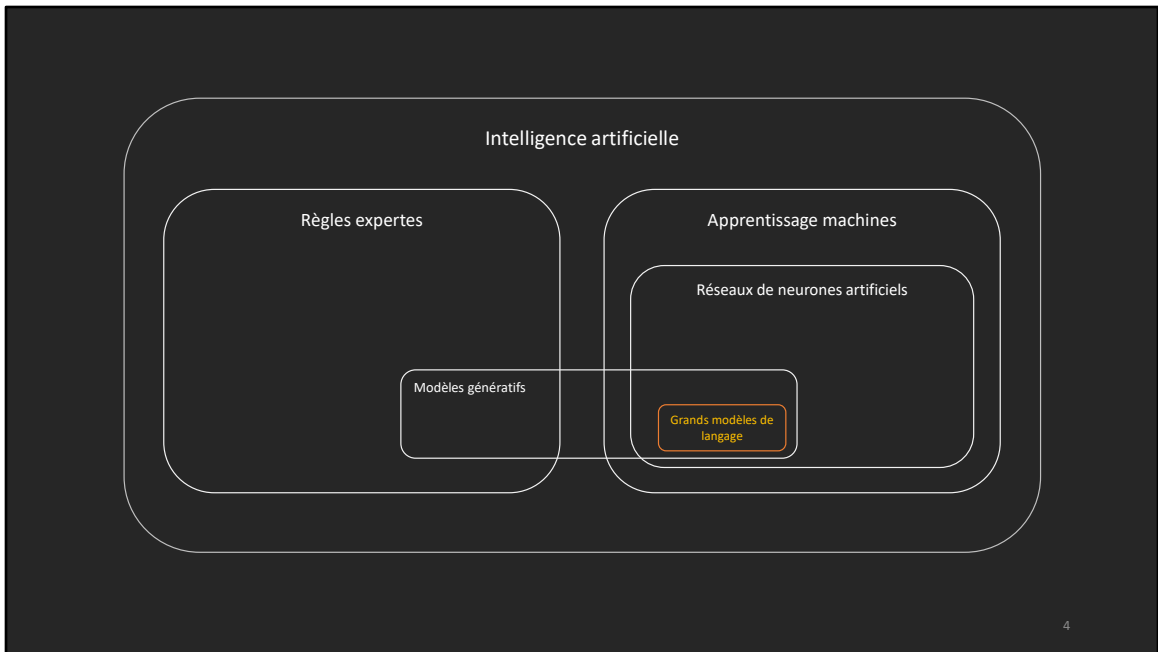 Intelligence artificielle
Règles expertes
Apprentissage machines
Réseaux de neurones artificiels
Modèles génératifs
Grands modèles de
langage
4